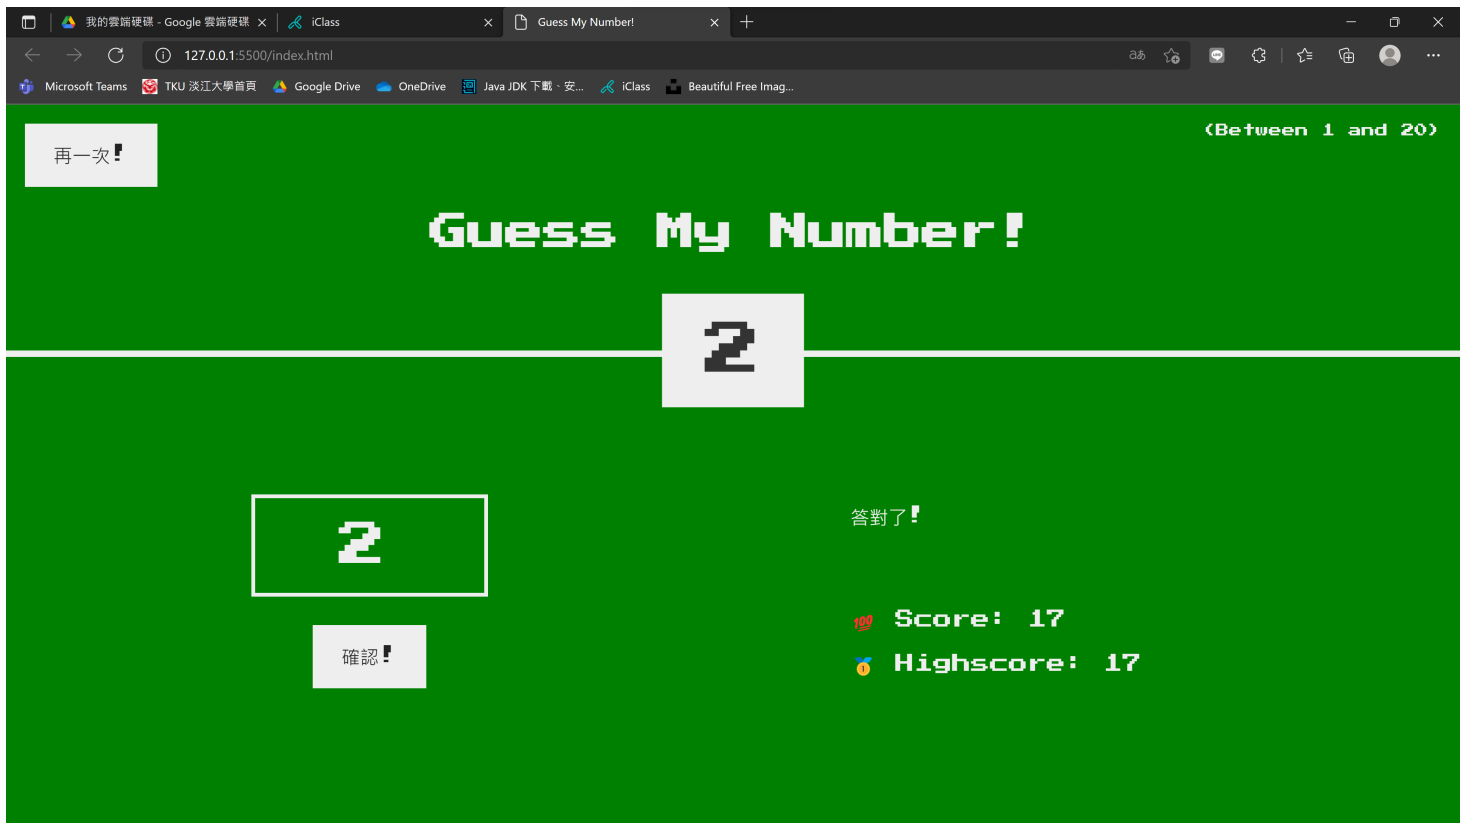 我的雲端硬碟 - Google 雲端硬碟
iClass
Guess My Number!
127.0.0.1:5500/index.html
aあ
Microsoft Teams
TKU 淡江大學首頁
Google Drive
OneDrive
Java JDK 下載、安...
iClass
Beautiful Free Imag...
再一次!
(Between 1 and 20)
Guess My Number!
2
2
確認!
答對了!
💯 Score: 17
🥇 Highscore: 17